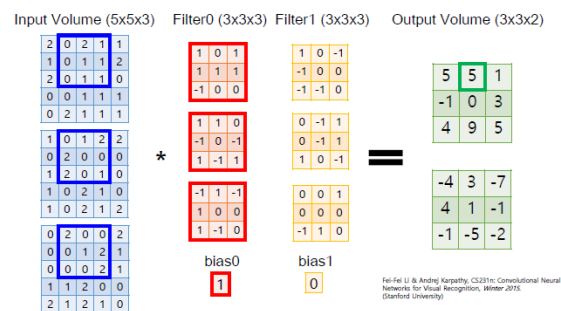 Input Volume (5x5x3) Filter0 (3x3x3) Filter1 (3x3x3) Output Volume (3x3x2)
2 0 2 1 1
1 0 1 1 2
2 0 1 1 0
0 0 1 1 1
0 2 1 1 1
1 0 1 2 2
0 2 0 0 0
1 2 0 1 0
1 0 2 1 0
1 0 2 1 2
0 2 0 0 2
0 0 1 2 1
0 0 0 2 1
1 1 2 0 0
2 1 2 1 0
*
1 0 1
1 1 1
-1 0 0
1 1 0
-1 0 -1
1 -1 1
-1 1 -1
1 0 0
1 -1 0
bias0
1
1 0 -1
-1 0 0
-1 -1 0
0 -1 1
0 -1 1
1 0 -1
0 0 1
0 0 0
-1 1 0
bias1
0
=
5 5 1
-1 0 3
4 9 5
-4 3 -7
4 1 -1
-1 -5 -2
Fei-Fei Li & Andrej Karpathy, CS231n: Convolutional Neural
Networks for Visual Recognition, Winter 2015.
(Stanford University)